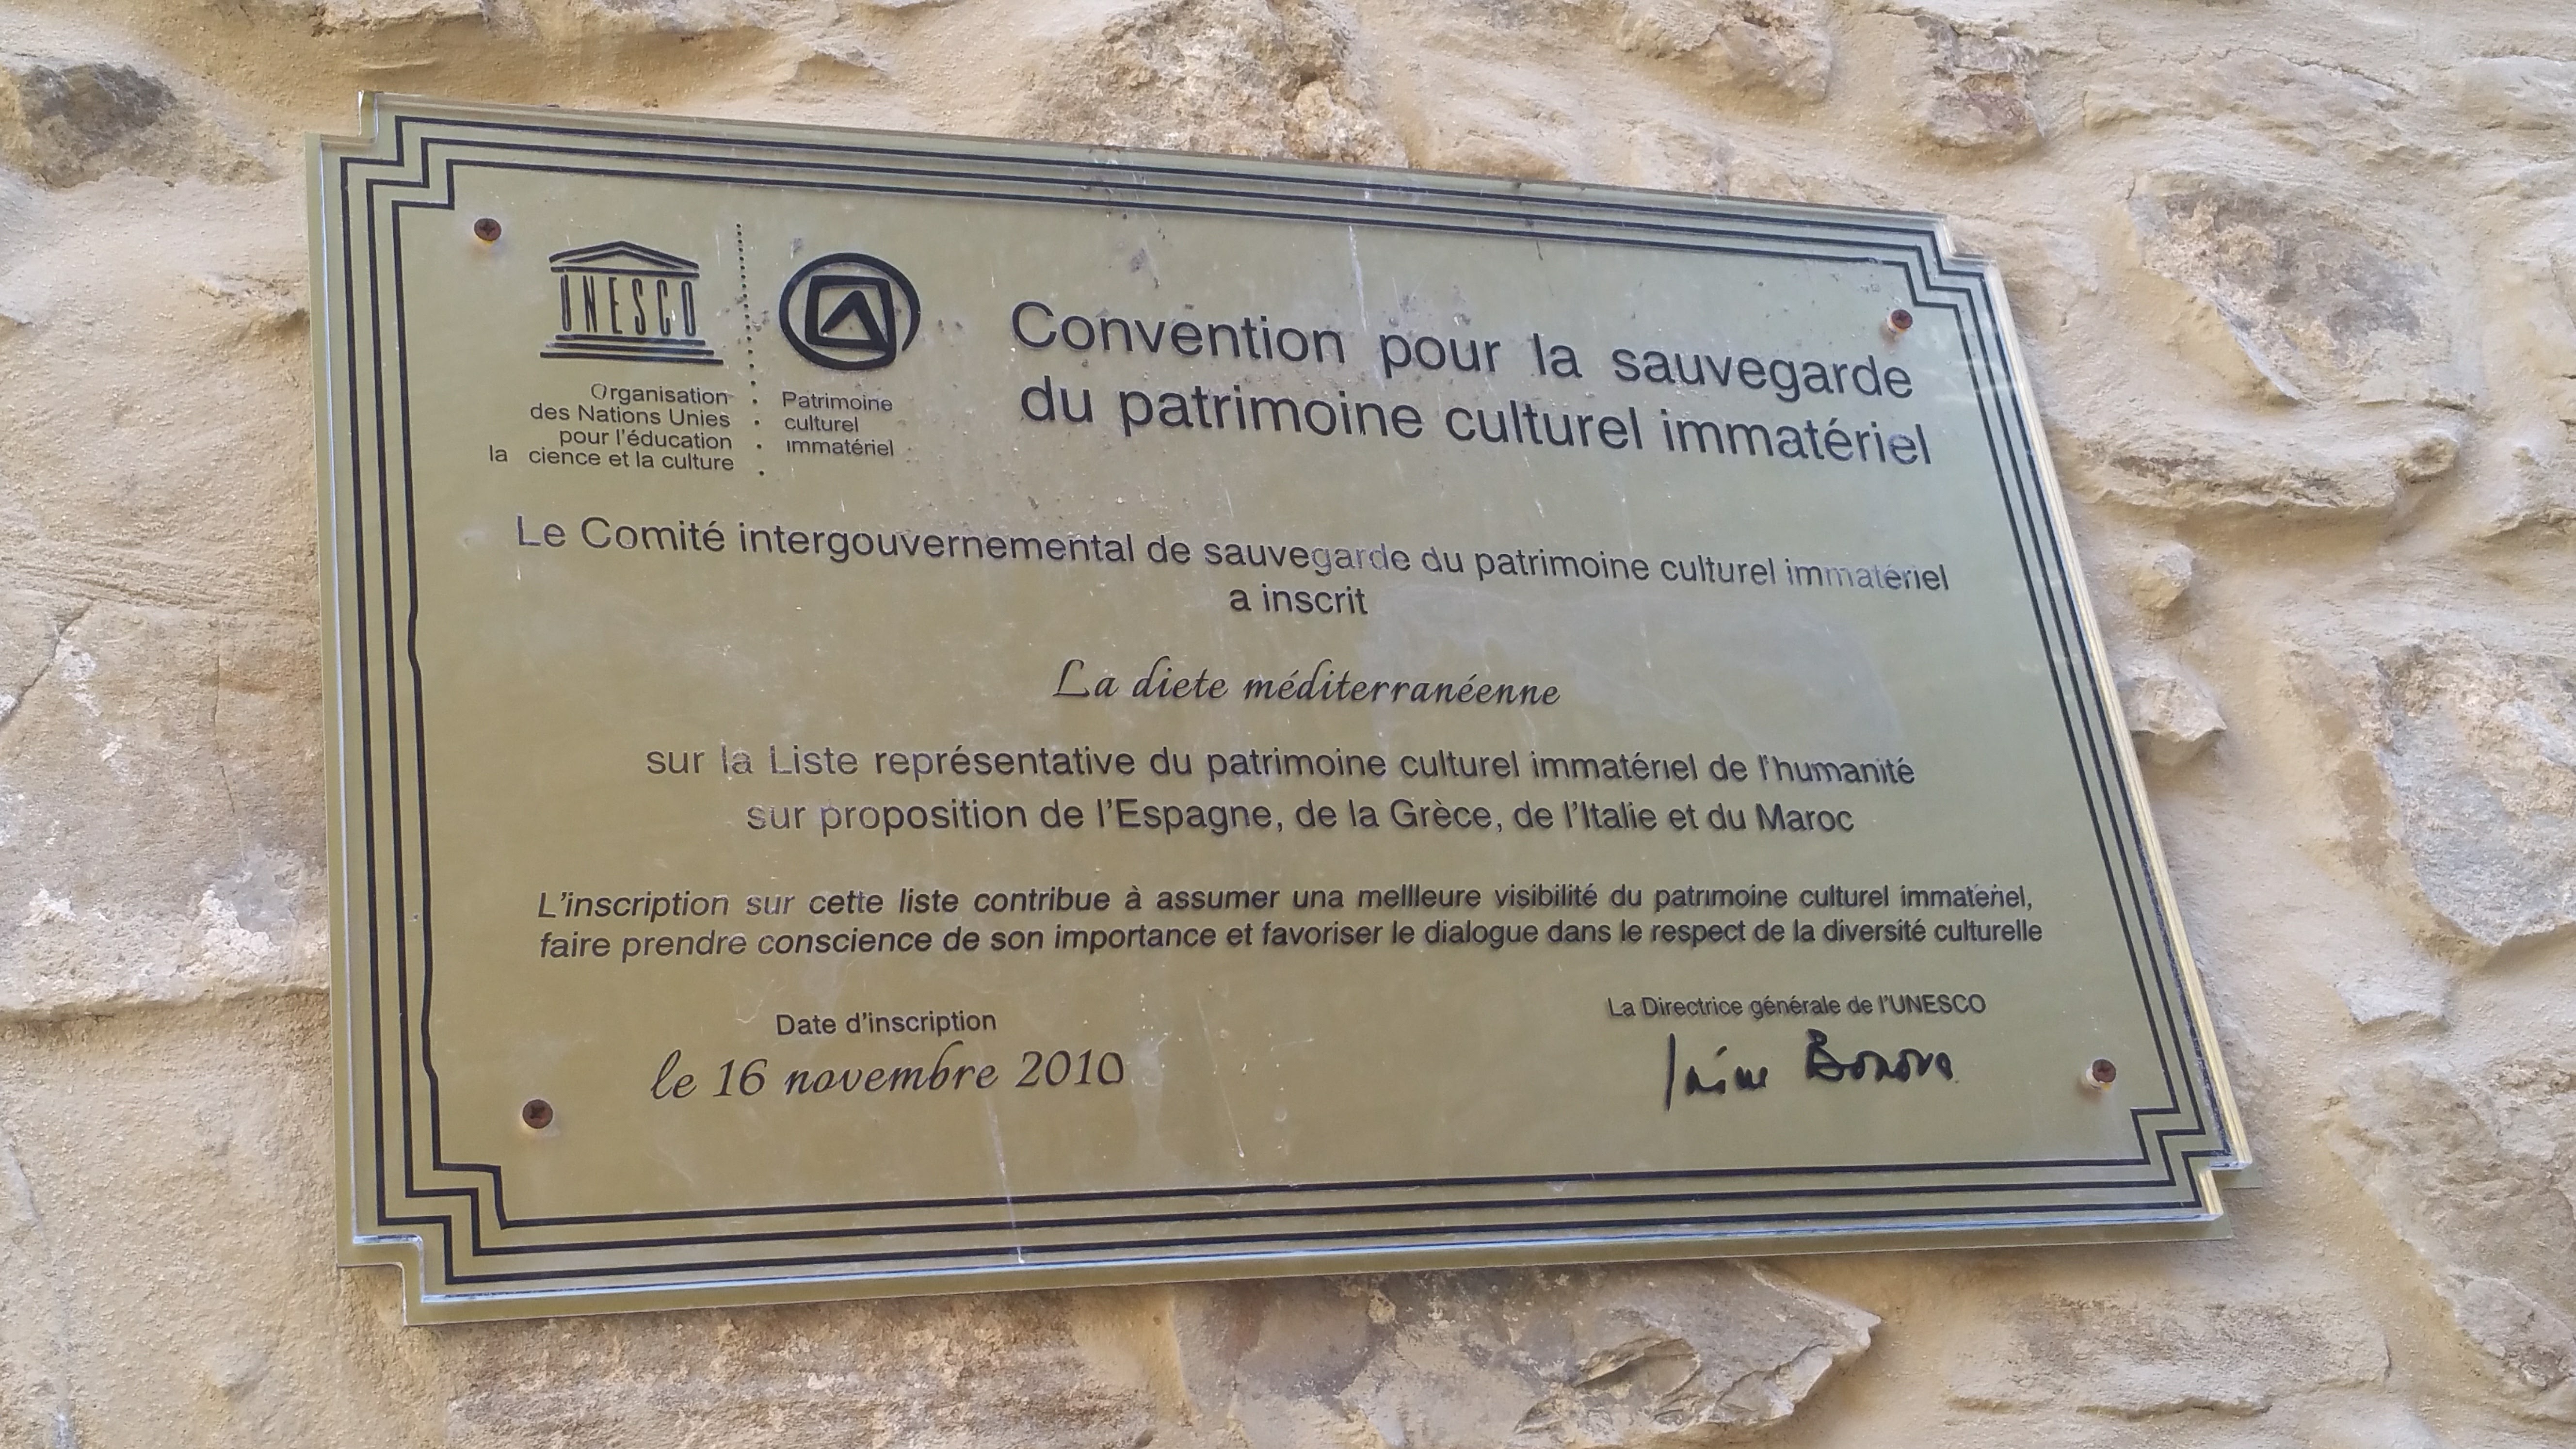 UNESCO
Organisation
des Nations Unies
pour l'éducation
la cience et la culture
Patrimoine
culturel
immatériel
Convention pour la sauvegarde
du patrimoine culturel immatériel
Le Comité intergouvernemental de sauvegarde du patrimoine culturel immatériel
a inscrit
La diete méditerranéenne
sur la Liste représentative du patrimoine culturel immatériel de l'humanité
sur proposition de l'Espagne, de la Grèce, de l'Italie et du Maroc
L'inscription sur cette liste contribue à assumer una mellleure visibilité du patrimoine culturel immateriel,
faire prendre conscience de son importance et favoriser le dialogue dans le respect de la diversité culturelle
Date d'inscription
le 16 novembre 2010
La Directrice générale de l'UNESCO